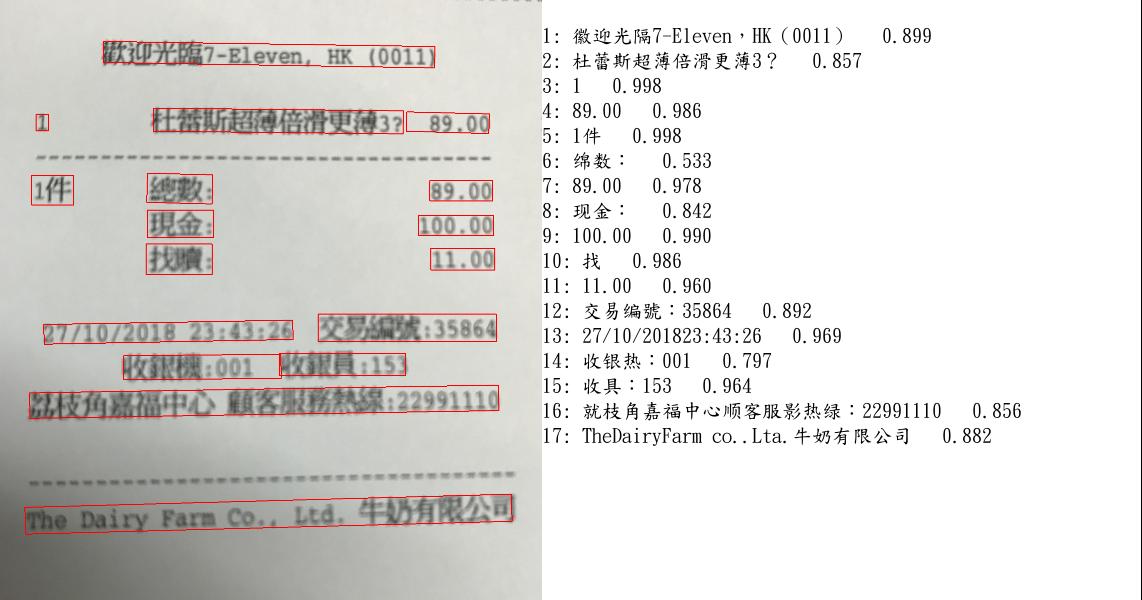 歡迎光臨7-Eleven, HK (0011)
1 杜蕾斯超薄倍滑更薄3? 89.00
1件 總數: 89.00
現金: 100.00
找贖: 11.00
27/10/2018 23:43:26 交易編號:35864
收銀機:001 收銀員:153
荔枝角嘉福中心 顧客服務熱線:22991110
The Dairy Farm Co., Ltd. 牛奶有限公司
1: 徽迎光隔7-Eleven，HK（0011） 0.899
2: 杜蕾斯超薄倍滑更薄3？ 0.857
3: 1 0.998
4: 89.00 0.986
5: 1件 0.998
6: 绵数： 0.533
7: 89.00 0.978
8: 现金： 0.842
9: 100.00 0.990
10: 找 0.986
11: 11.00 0.960
12: 交易编號：35864 0.892
13: 27/10/201823:43:26 0.969
14: 收银热：001 0.797
15: 收具：153 0.964
16: 就枝角嘉福中心顺客服影热绿：22991110 0.856
17: TheDairyFarm co..Lta.牛奶有限公司 0.882